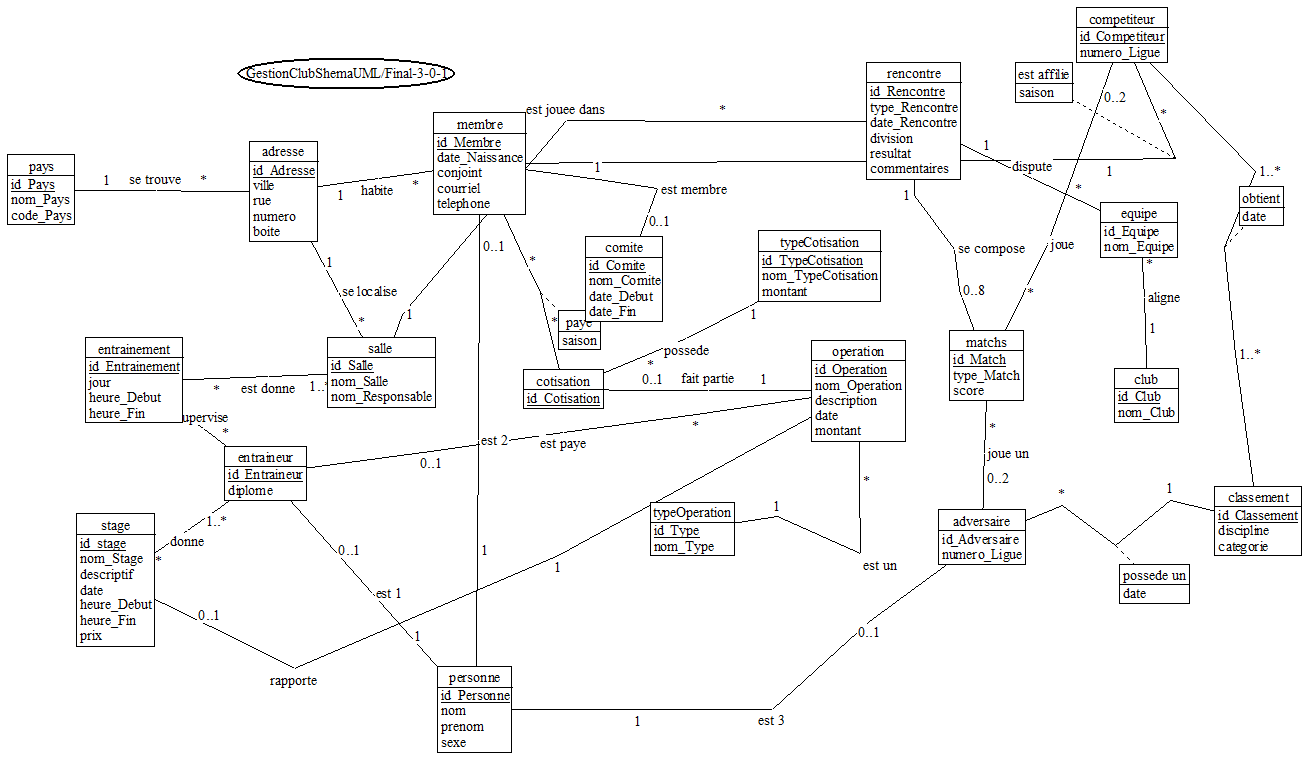 GestionClubShemaUML/Final-3-0-1
competiteur
id_Competiteur
numero_Ligue
est affilie
saison
0..2
*
rencontre
id_Rencontre
type_Rencontre
date_Rencontre
division
resultat
commentaires
est jouee dans
*
1
1
dispute
*
1
membre
id_Membre
date_Naissance
conjoint
courriel
telephone
adresse
id_Adresse
ville
rue
numero
boite
pays
id_Pays
nom_Pays
code_Pays
1
se trouve
*
1
habite
*
est membre
0..1
1..*
obtient
date
equipe
id_Equipe
nom_Equipe
1
se compose
0..8
joue
*
*
aligne
1
comite
id_Comite
nom_Comite
date_Debut
date_Fin
typeCotisation
id_TypeCotisation
nom_TypeCotisation
montant
0..1
*
*
paye
saison
1
se localise
*
1
1
possede
*
salle
id_Salle
nom_Salle
nom_Responsable
entrainement
id_Entrainement
jour
heure_Debut
heure_Fin
*
est donne
1..*
cotisation
id_Cotisation
0..1
fait partie
1
operation
id_Operation
nom_Operation
description
date
montant
matchs
id_Match
type_Match
score
club
id_Club
nom_Club
1..*
upervise
*
entraineur
id_Entraineur
diplome
0..1
est 2
est paye
*
*
joue un
0..2
*
1
est un
typeOperation
id_Type
nom_Type
adversaire
id_Adversaire
numero_Ligue
*
1
classement
id_Classement
discipline
categorie
possede un
date
stage
id_stage
nom_Stage
descriptif
date
heure_Debut
heure_Fin
prix
1..*
donne
*
0..1
est 1
1
1
1
0..1
rapporte
0..1
personne
id_Personne
nom
prenom
sexe
1
est 3